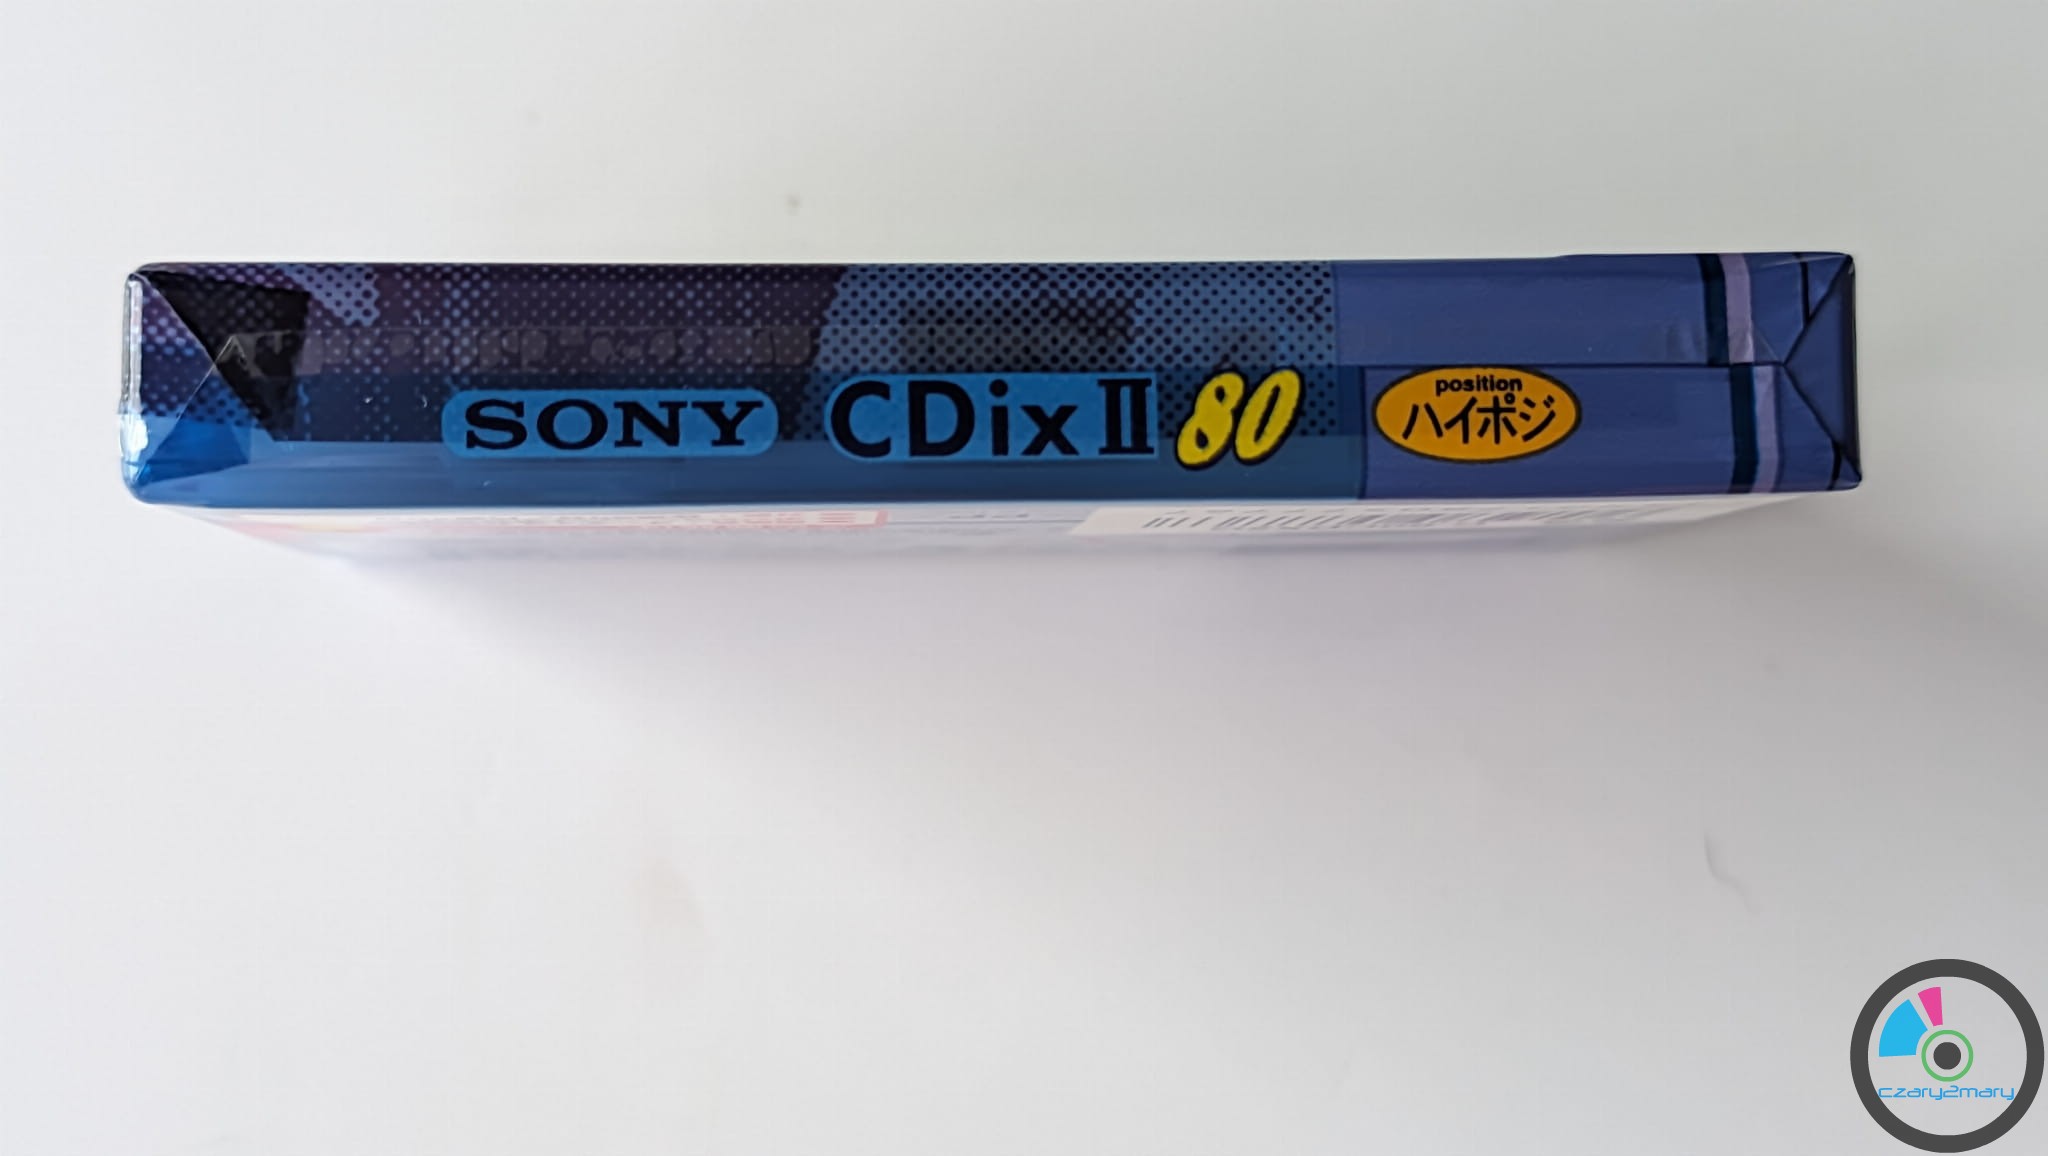 SONY CDix II 80
position
ハイポジ
czary2mary